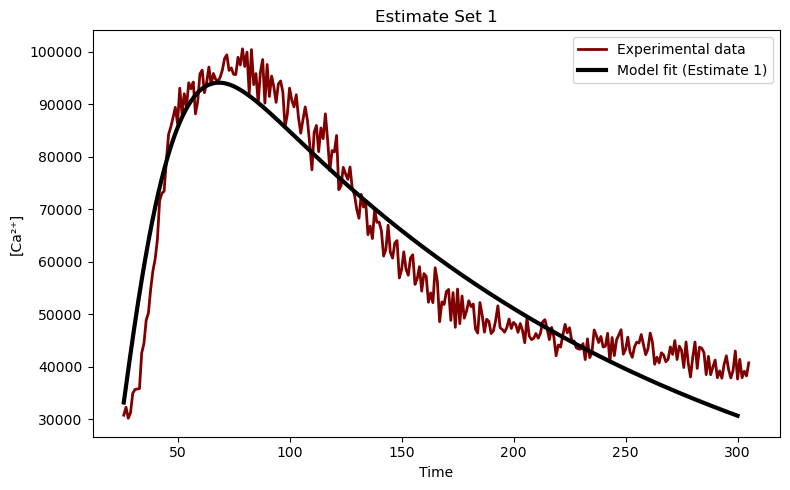 Estimate Set 1
Experimental data
Model fit (Estimate 1)
[Ca²⁺]
100000
90000
80000
70000
60000
50000
40000
30000
50
100
150
200
250
300
Time